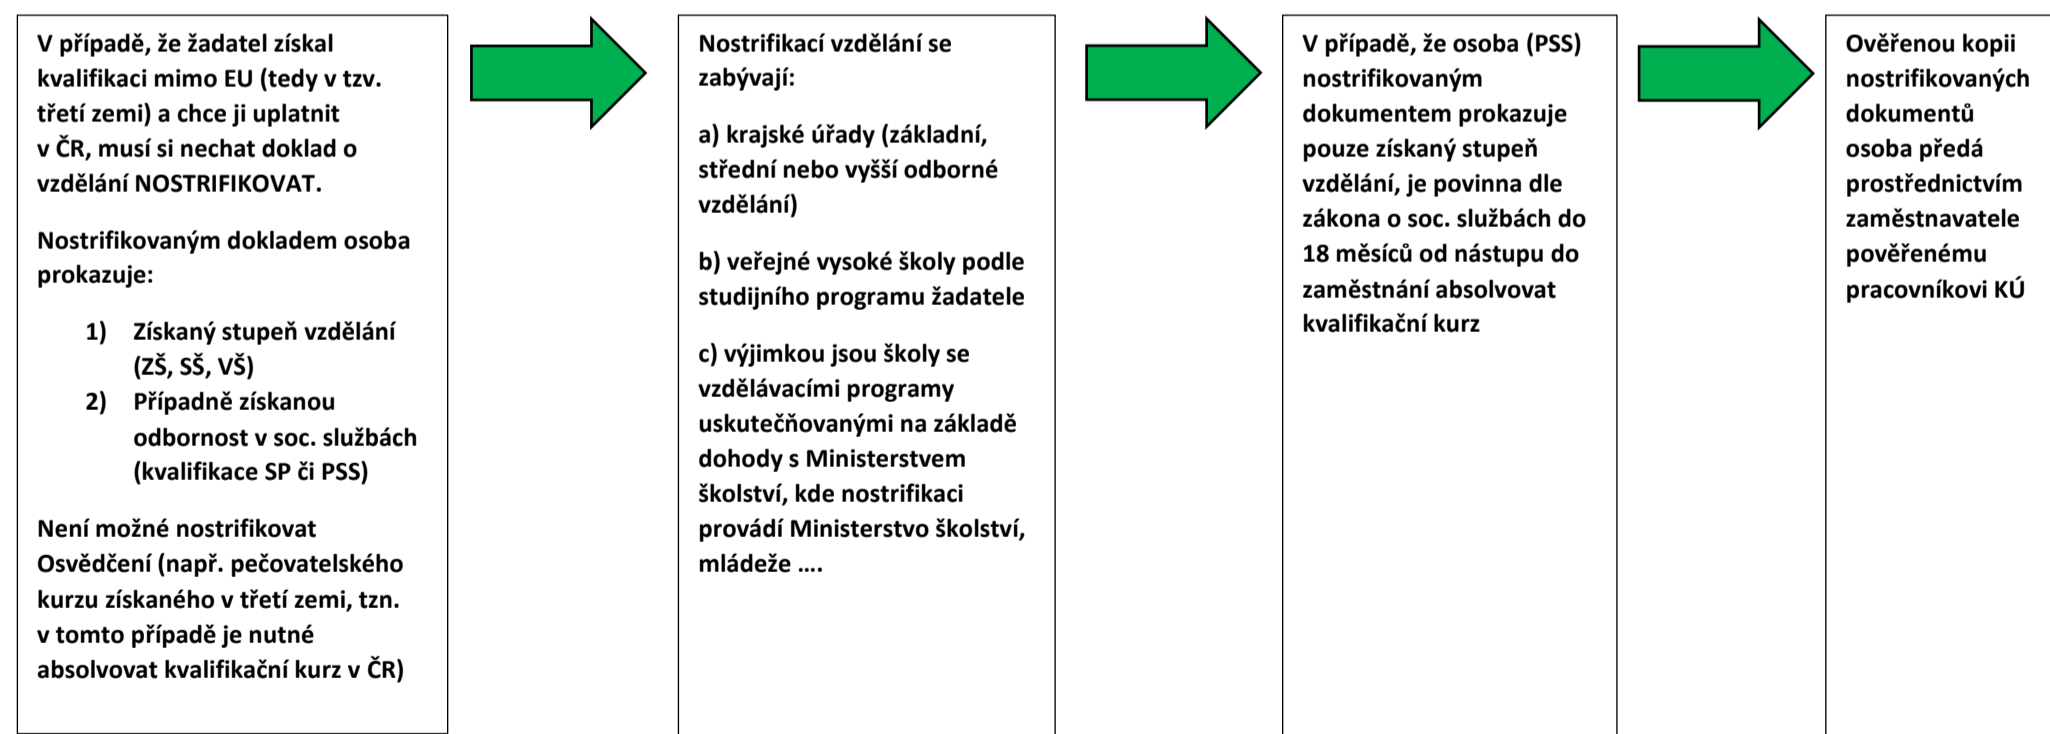 V případě, že žadatel získal
kvalifikaci mimo EU (tedy v tzv.
třetí zemi) a chce ji uplatnit
v ČR, musí si nechat doklad o
vzdělání NOSTRIFIKOVAT.
Nostrifikovaným dokladem osoba
prokazuje:
1) Získaný stupeň vzdělání
(ZŠ, SŠ, VŠ)
2) Případně získanou
odbornost v soc. službách
(kvalifikace SP či PSS)
Není možné nostrifikovat
Osvědčení (např. pečovatelského
kurzu získaného v třetí zemi, tzn.
v tomto případě je nutné
absolvovat kvalifikační kurz v ČR)
Nostrifikací vzdělání se
zabývají:
a) krajské úřady (základní,
střední nebo vyšší odborné
vzdělání)
b) veřejné vysoké školy podle
studijního programu žadatele
c) výjimkou jsou školy se
vzdělávacími programy
uskutečňovanými na základě
dohody s Ministerstvem
školství, kde nostrifikaci
provádí Ministerstvo školství,
mládeže ....
V případě, že osoba (PSS)
nostrifikovaným
dokumentem prokazuje
pouze získaný stupeň
vzdělání, je povinna dle
zákona o soc. službách do
18 měsíců od nástupu do
zaměstnání absolvovat
kvalifikační kurz
Ověřenou kopii
nostrifikovaných
dokumentů
osoba předá
prostřednictvím
zaměstnavatele
pověřenému
pracovníkovi KÚ